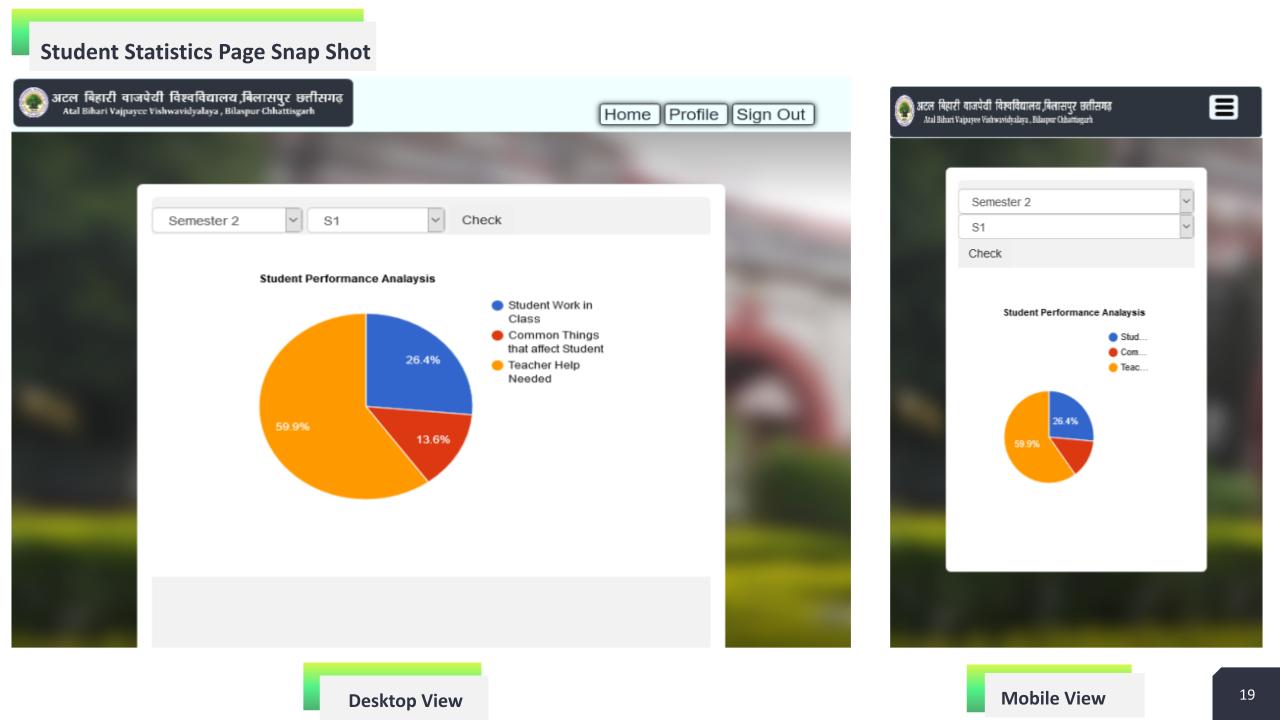 Student Statistics Page Snap Shot
अटल बिहारी वाजपेयी विश्वविद्यालय,बिलासपुर छत्तीसगढ़
Atal Bihari Vajpayee Vishwavidyalaya , Bilaspur Chhattisgarh
Home Profile Sign Out
Semester 2 S1 Check
Student Performance Analaysis
Student Work in
Class
Common Things
that affect Student
Teacher Help
Needed
26.4%
13.6%
59.9%
Desktop View
अटल बिहारी वाजपेयी विश्वविद्यालय,बिलासपुर छत्तीसगढ़
Atal Bihari Vajpayee Vishwavidyalaya , Bilaspur Chhattisgarh
Semester 2
S1
Check
Student Performance Analaysis
Stud...
Com...
Teac...
26.4%
59.9%
Mobile View
19